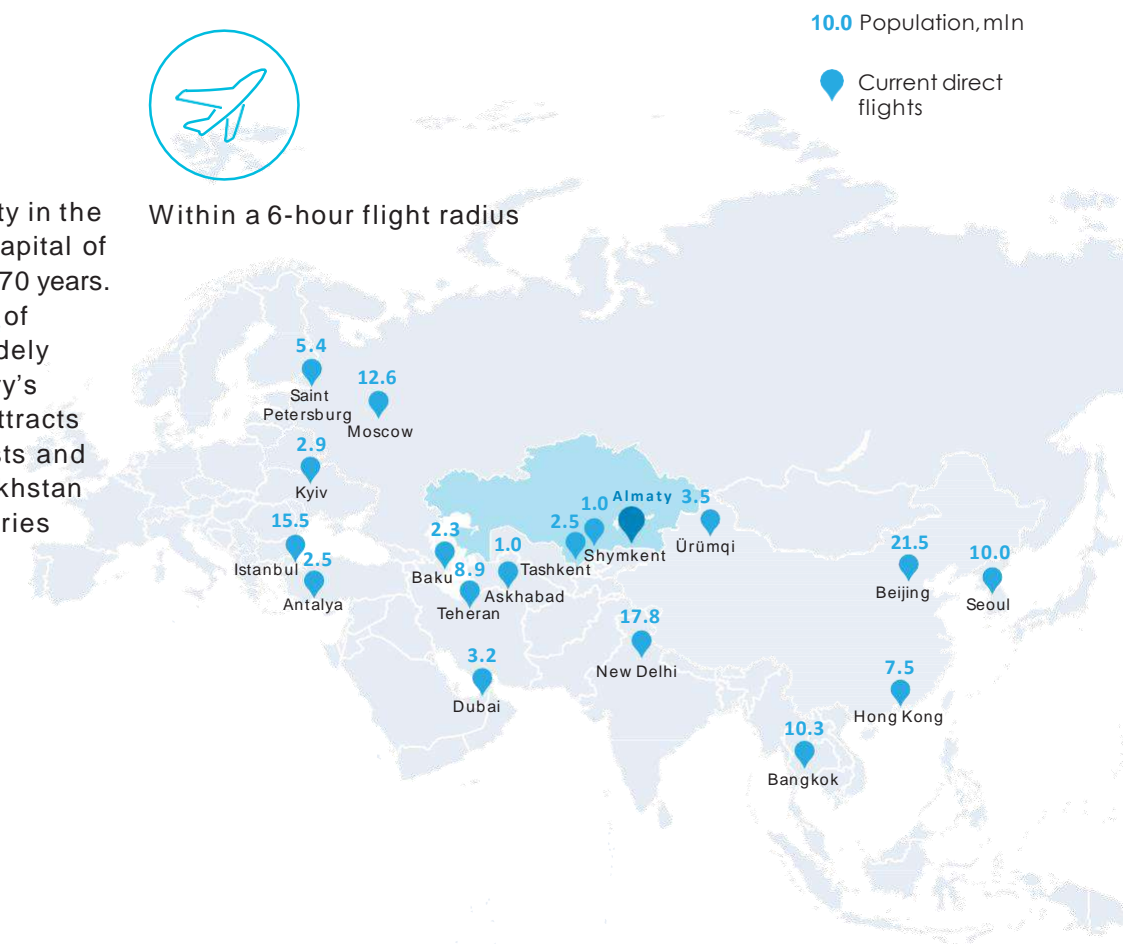 10.0 Population, mln
Current direct
flights
Within a 6-hour flight radius
ty in the
apital of
70 years.
of
dely
ry's
ttracts
sts and
khstan
ries
5.4
Saint
Petersburg
12.6
Moscow
2.9
Kyiv
15.5
Istanbul
2.5
Antalya
2.3
Baku
8.9
Teheran
1.0
Askhabad
2.5
Tashkent
1.0
Shymkent
Almaty
3.5
Ürümqi
21.5
Beijing
10.0
Seoul
17.8
New Delhi
3.2
Dubai
7.5
Hong Kong
10.3
Bangkok